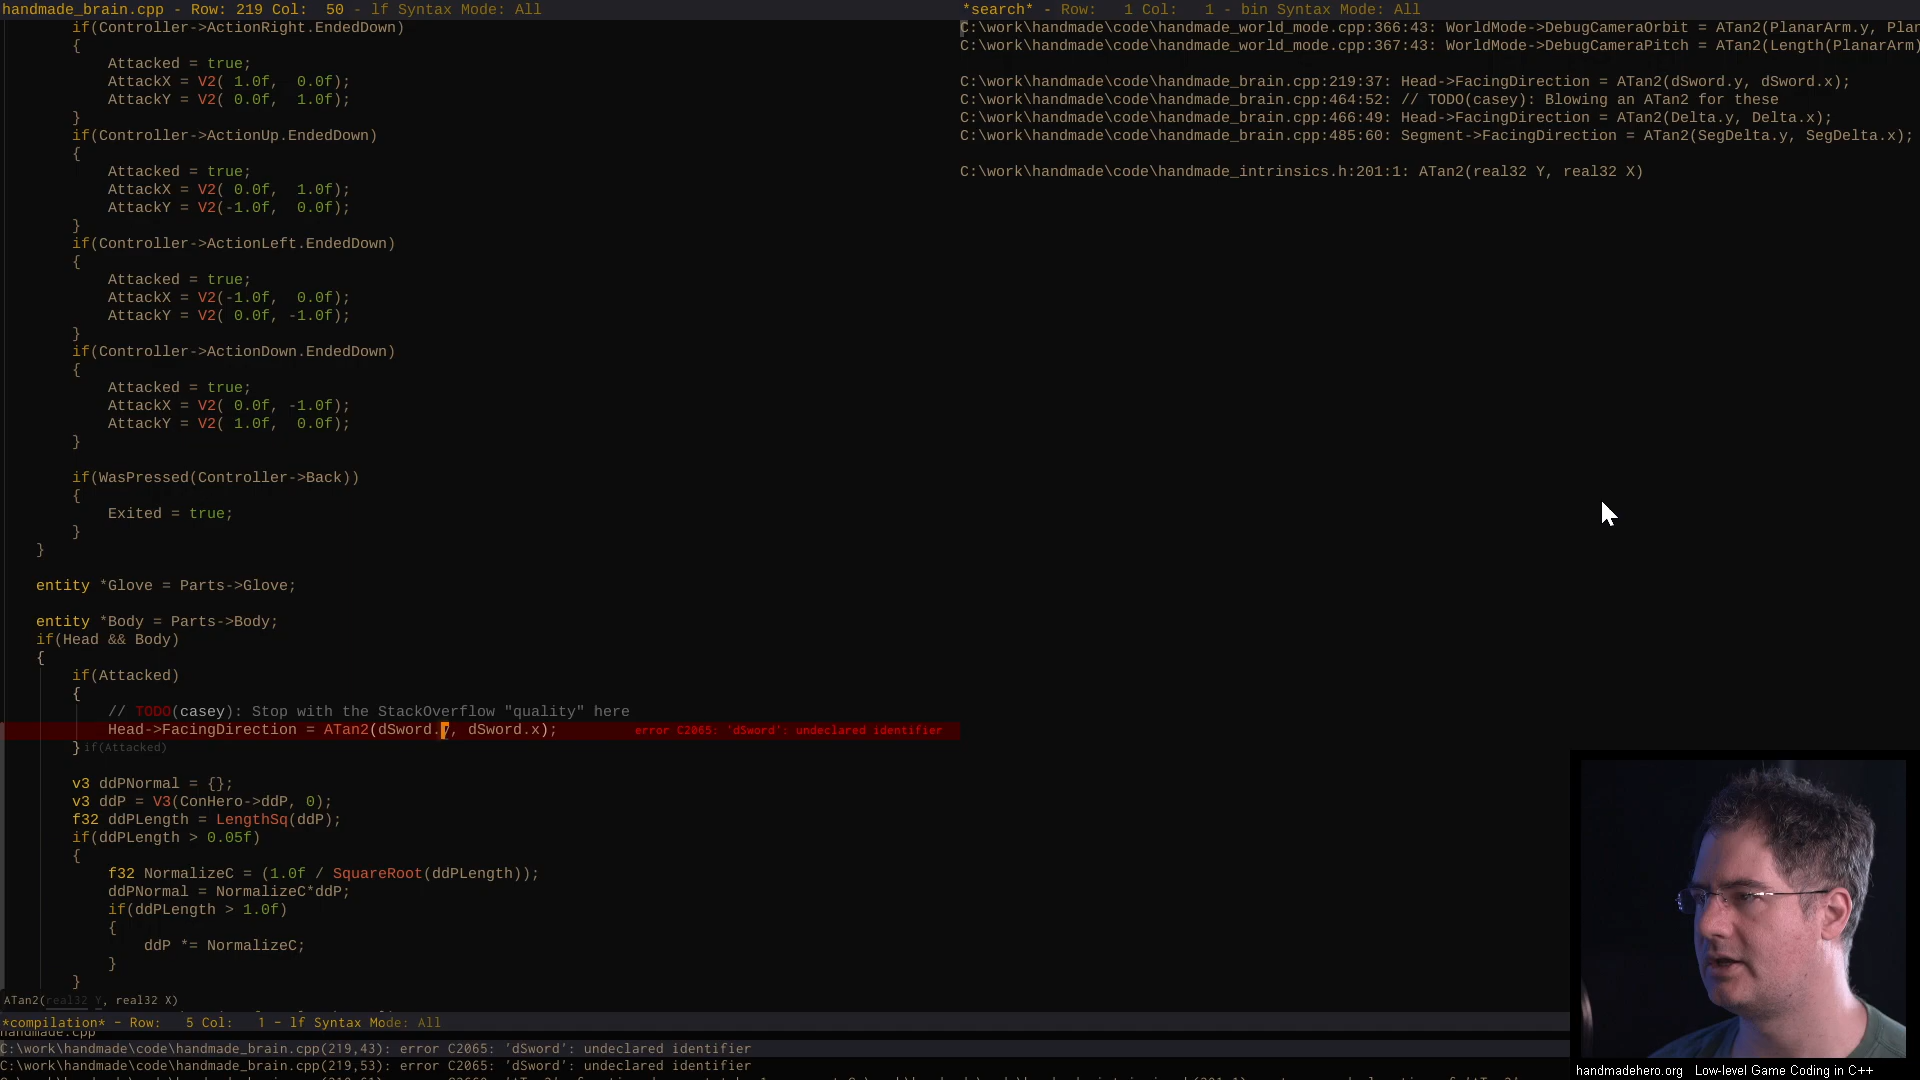 handmade_brain.cpp - Row: 219 Col:  50 - lf Syntax Mode: All
if(Controller->ActionRight.EndedDown)
{
Attacked = true;
AttackX = V2( 1.0f,  0.0f);
AttackY = V2( 0.0f,  1.0f);
}
if(Controller->ActionUp.EndedDown)
{
Attacked = true;
AttackX = V2( 0.0f,  1.0f);
AttackY = V2(-1.0f,  0.0f);
}
if(Controller->ActionLeft.EndedDown)
{
Attacked = true;
AttackX = V2(-1.0f,  0.0f);
AttackY = V2( 0.0f, -1.0f);
}
if(Controller->ActionDown.EndedDown)
{
Attacked = true;
AttackX = V2( 0.0f, -1.0f);
AttackY = V2( 1.0f,  0.0f);
}
if(WasPressed(Controller->Back))
{
Exited = true;
}
}
entity *Glove = Parts->Glove;
entity *Body = Parts->Body;
if(Head && Body)
{
if(Attacked)
{
// TODO(casey): Stop with the StackOverflow "quality" here
Head->FacingDirection = ATan2(dSword.y, dSword.x); error C2065: 'dSword': undeclared identifier
} if(Attacked)
v3 ddPNormal = {};
v3 ddP = V3(ConHero->ddP, 0);
f32 ddPLength = LengthSq(ddP);
if(ddPLength > 0.05f)
{
f32 NormalizeC = (1.0f / SquareRoot(ddPLength));
ddPNormal = NormalizeC*ddP;
if(ddPLength > 1.0f)
{
ddP *= NormalizeC;
}
}
ATan2(real32 Y, real32 X)
*search* - Row:   1 Col:   1 - bin Syntax Mode: All
C:\work\handmade\code\handmade_world_mode.cpp:366:43: WorldMode->DebugCameraOrbit = ATan2(PlanarArm.y, Plan
C:\work\handmade\code\handmade_world_mode.cpp:367:43: WorldMode->DebugCameraPitch = ATan2(Length(PlanarArm)
C:\work\handmade\code\handmade_brain.cpp:219:37: Head->FacingDirection = ATan2(dSword.y, dSword.x);
C:\work\handmade\code\handmade_brain.cpp:464:52: // TODO(casey): Blowing an ATan2 for these
C:\work\handmade\code\handmade_brain.cpp:466:49: Head->FacingDirection = ATan2(Delta.y, Delta.x);
C:\work\handmade\code\handmade_brain.cpp:485:60: Segment->FacingDirection = ATan2(SegDelta.y, SegDelta.x);
C:\work\handmade\code\handmade_intrinsics.h:201:1: ATan2(real32 Y, real32 X)
*compilation* - Row:   5 Col:   1 - lf Syntax Mode: All
handmade.cpp
C:\work\handmade\code\handmade_brain.cpp(219,43): error C2065: 'dSword': undeclared identifier
C:\work\handmade\code\handmade_brain.cpp(219,53): error C2065: 'dSword': undeclared identifier
handmadehero.org   Low-level Game Coding in C++